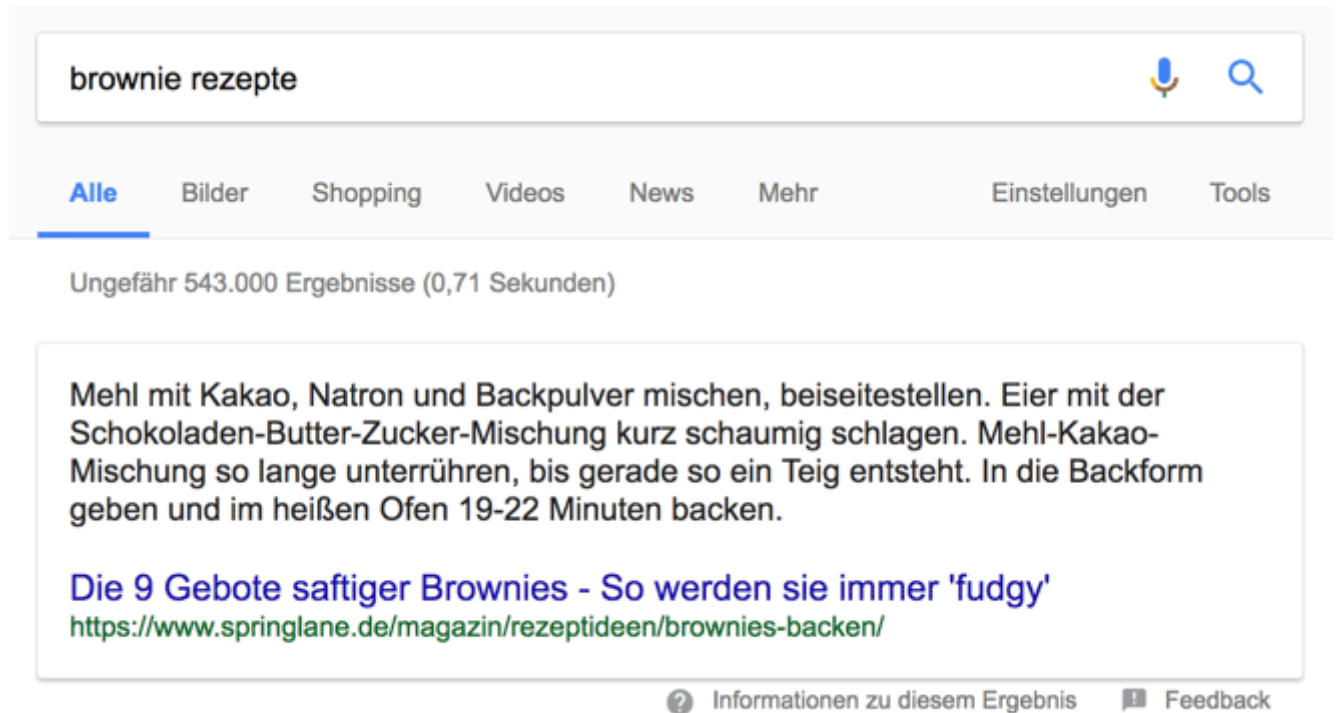 brownie rezepte
Alle Bilder Shopping Videos News Mehr Einstellungen Tools
Ungefähr 543.000 Ergebnisse (0,71 Sekunden)
Mehl mit Kakao, Natron und Backpulver mischen, beiseitestellen. Eier mit der
Schokoladen-Butter-Zucker-Mischung kurz schaumig schlagen. Mehl-Kakao-
Mischung so lange unterrühren, bis gerade so ein Teig entsteht. In die Backform
geben und im heißen Ofen 19-22 Minuten backen.
Die 9 Gebote saftiger Brownies - So werden sie immer 'fudgy'
https://www.springlane.de/magazin/rezeptideen/brownies-backen/
Informationen zu diesem Ergebnis Feedback